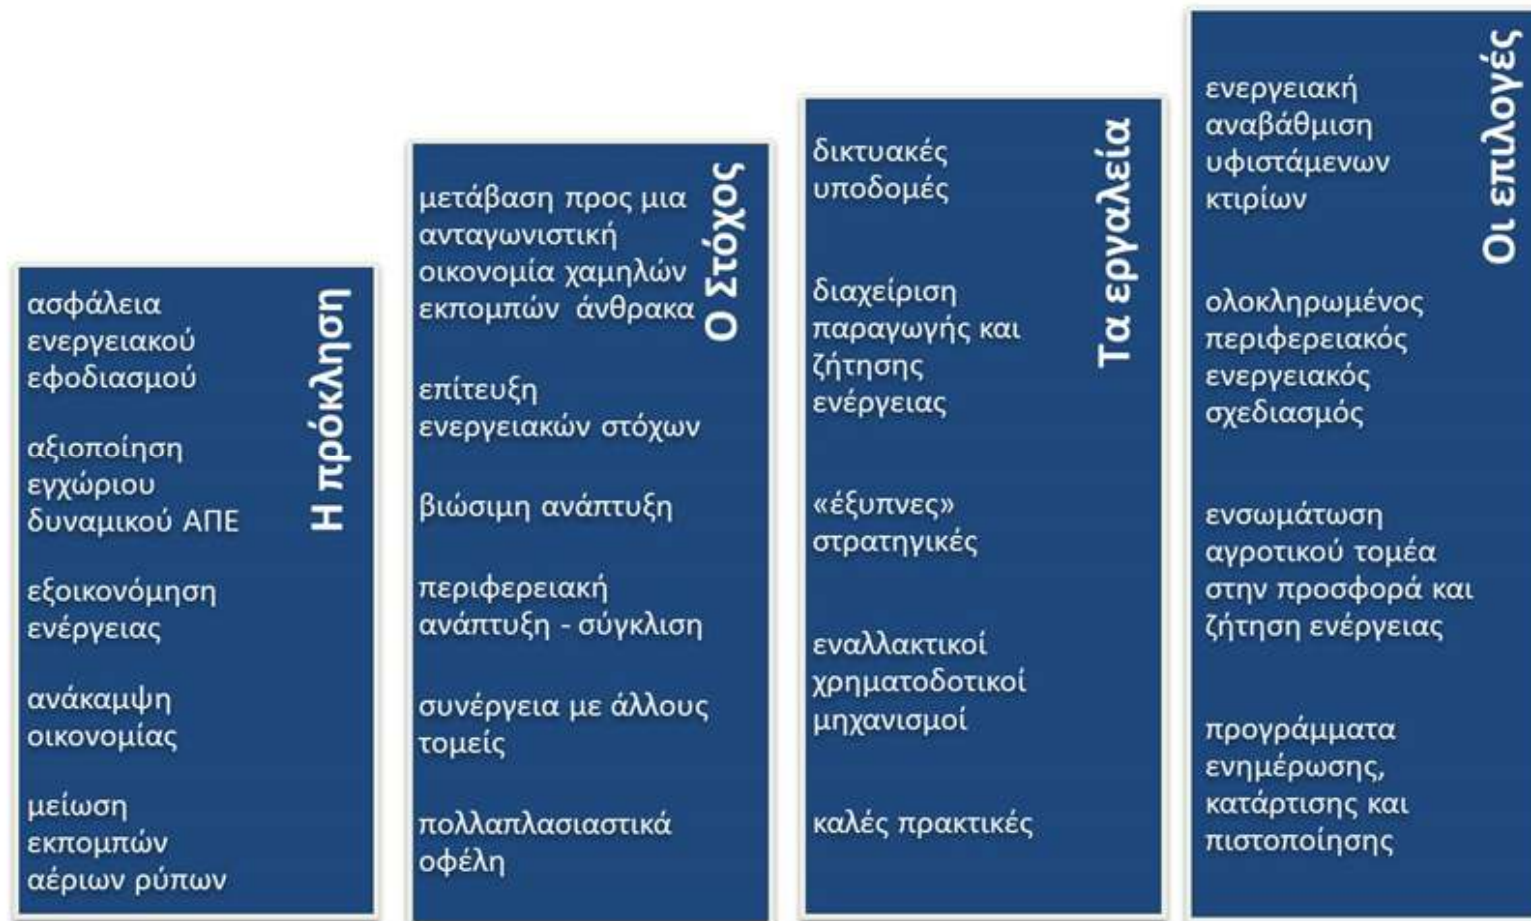 Η πρόκληση
ασφάλεια
ενεργειακού
εφοδιασμού
αξιοποίηση
εγχώριου
δυναμικού ΑΠΕ
εξοικονόμηση
ενέργειας
ανάκαμψη
οικονομίας
μείωση
εκπομπών
αέριων ρύπων
Ο Στόχος
μετάβαση προς μια
ανταγωνιστική
οικονομία χαμηλών
εκπομπών άνθρακα
επίτευξη
ενεργειακών στόχων
βιώσιμη ανάπτυξη
περιφερειακή
ανάπτυξη - σύγκλιση
συνέργεια με άλλους
τομείς
πολλαπλασιαστικά
οφέλη
Τα εργαλεία
δικτυακές
υποδομές
διαχείριση
παραγωγής και
ζήτησης
ενέργειας
«έξυπνες»
στρατηγικές
εναλλακτικοί
χρηματοδοτικοί
μηχανισμοί
καλές πρακτικές
Οι επιλογές
ενεργειακή
αναβάθμιση
υφιστάμενων
κτιρίων
ολοκληρωμένος
περιφερειακός
ενεργειακός
σχεδιασμός
ενσωμάτωση
αγροτικού τομέα
στην προσφορά και
ζήτηση ενέργειας
προγράμματα
ενημέρωσης,
κατάρτισης και
πιστοποίησης